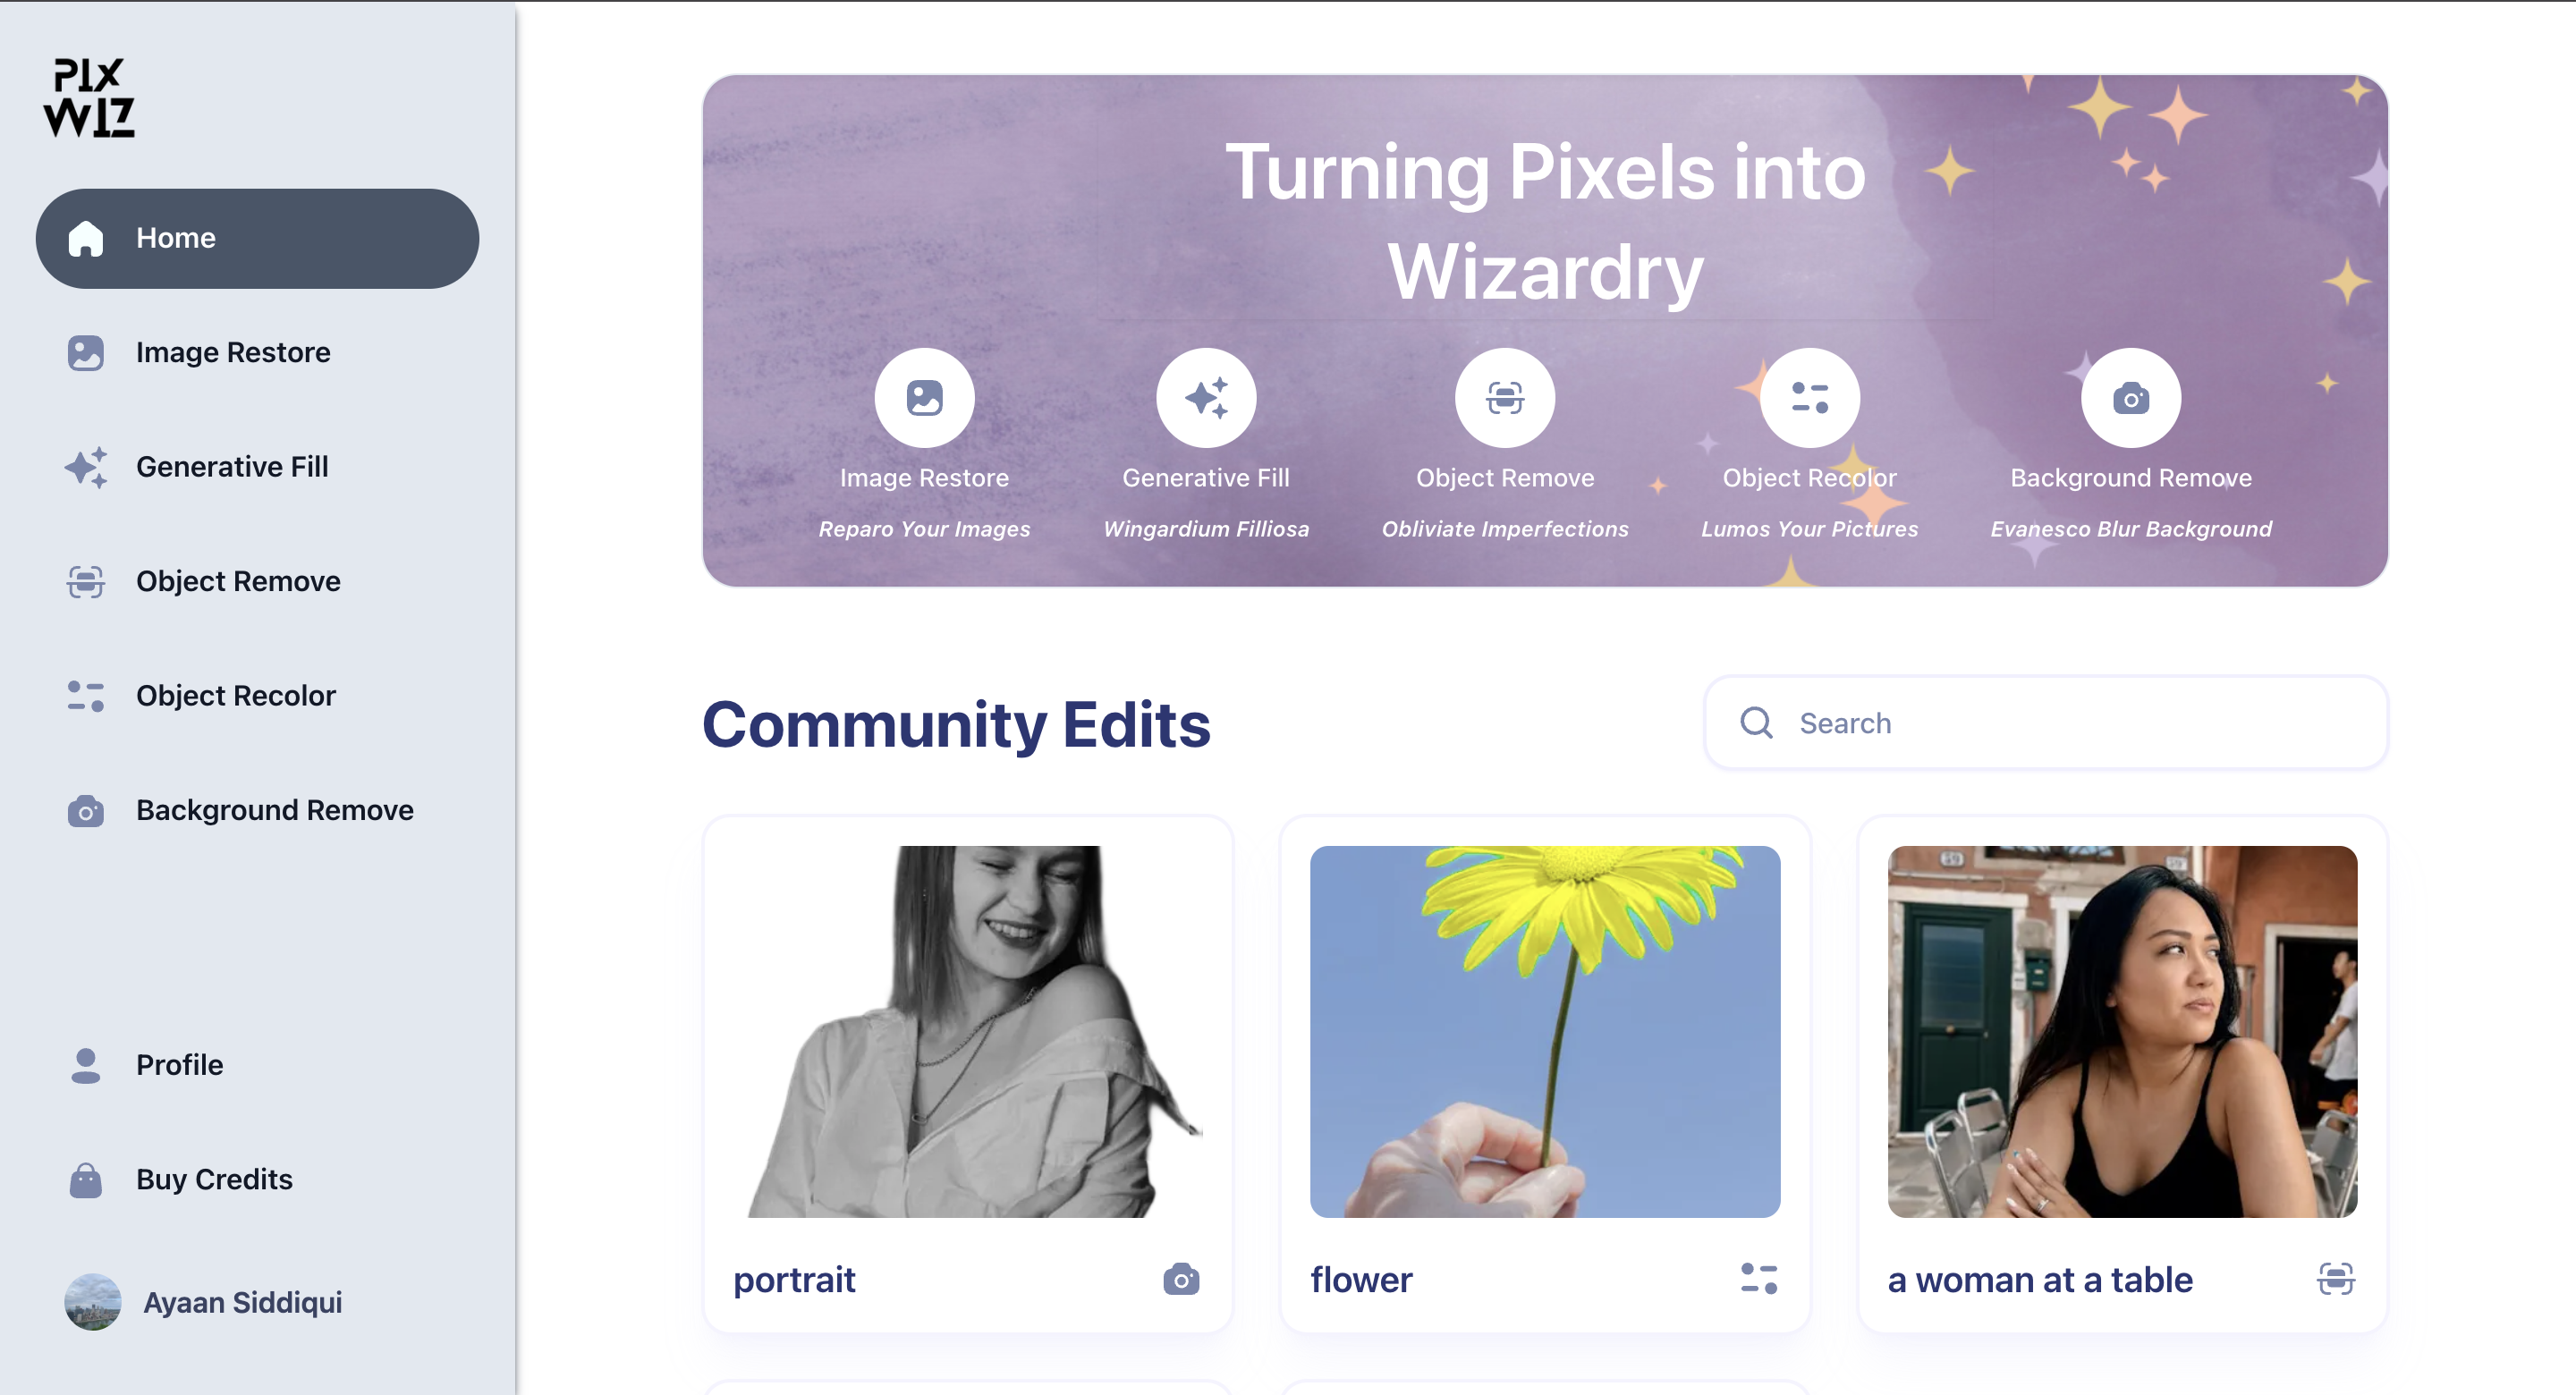 PIX
WIZ
Home
Image Restore
Generative Fill
Object Remove
Object Recolor
Background Remove
Profile
Buy Credits
Ayaan Siddiqui
Turning Pixels into
Wizardry
Image Restore
Reparo Your Images
Generative Fill
Wingardium Filliosa
Object Remove
Obliviate Imperfections
Object Recolor
Lumos Your Pictures
Background Remove
Evanesco Blur Background
Community Edits
Search
portrait
flower
a woman at a table